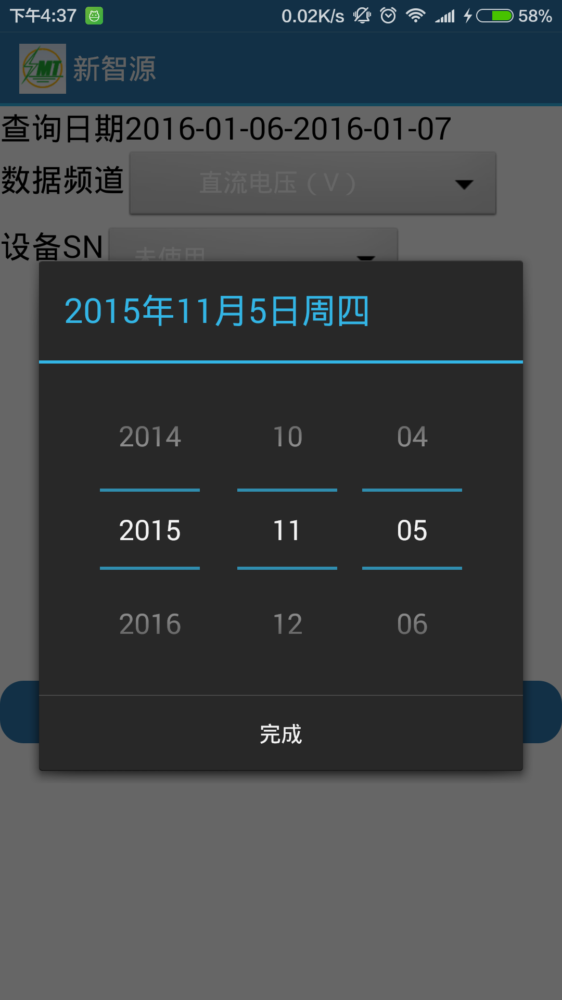 下午4:37 0.02K/s 58%
MT 新智源
查询日期2016-01-06-2016-01-07
数据频道 直流电压（V）
设备SN 未使用
2015年11月5日周四
2014 10 04
2015 11 05
2016 12 06
完成